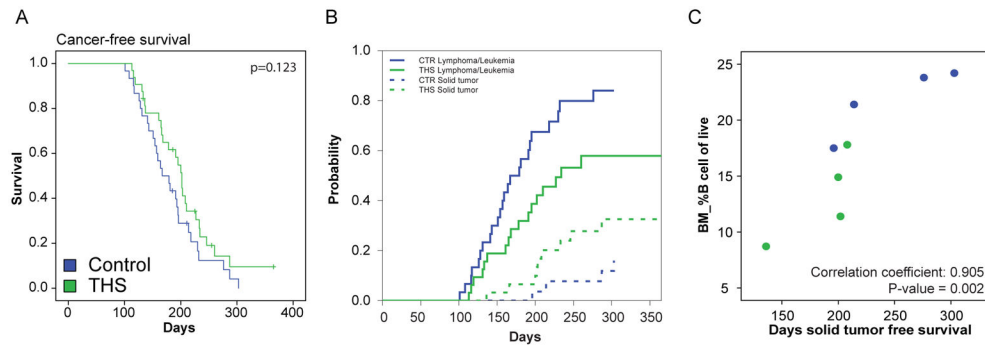 A
Cancer-free survival
p=0.123
1.0
0.8
0.6
0.4
0.2
0.0
Survival
Control
THS
0
100
200
300
400
Days
B
CTR Lymphoma/Leukemia
THS Lymphoma/Leukemia
CTR Solid tumor
THS Solid tumor
1.0
0.8
0.6
0.4
0.2
0.0
Probability
0
50
100
150
200
250
300
350
Days
C
25
20
15
10
5
BM_%B cell of live
Correlation coefficient: 0.905
P-value = 0.002
150
200
250
300
Days solid tumor free survival